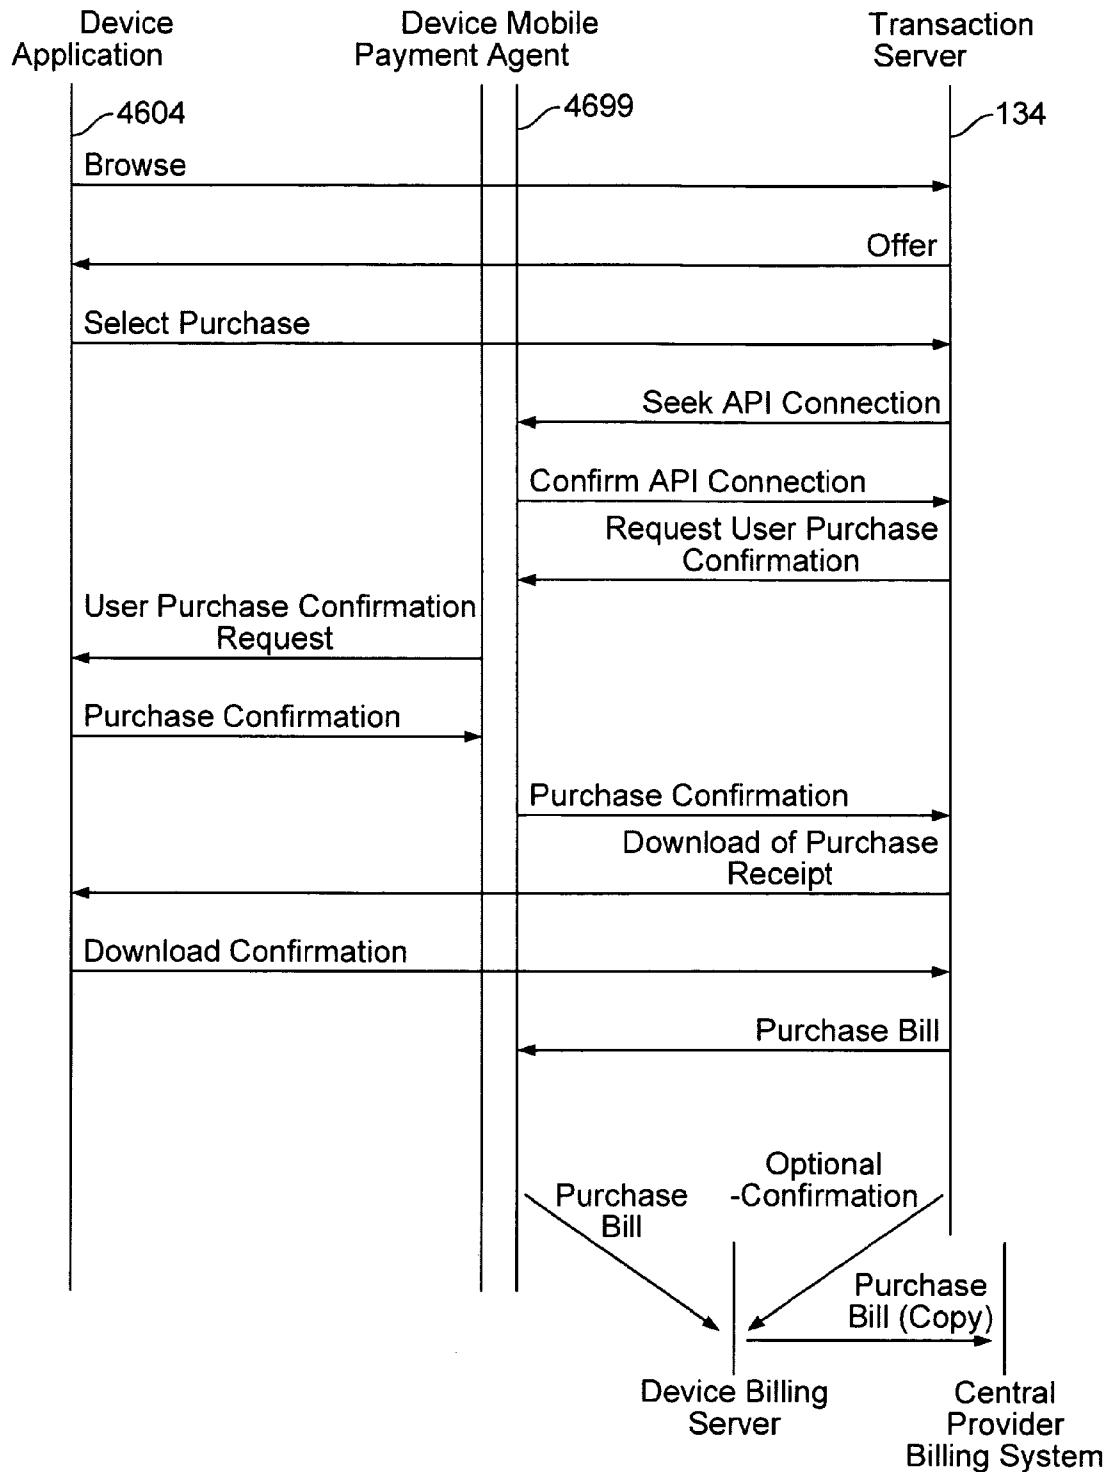 Device
Application
Device Mobile
Payment Agent
Transaction
Server
4604
4699
134
Browse
Offer
Select Purchase
Seek API Connection
Confirm API Connection
Request User Purchase
Confirmation
User Purchase Confirmation
Request
Purchase Confirmation
Purchase Confirmation
Download of Purchase
Receipt
Download Confirmation
Purchase Bill
Purchase
Bill
Optional
-Confirmation
Purchase
Bill (Copy)
Device Billing
Server
Central
Provider
Billing System